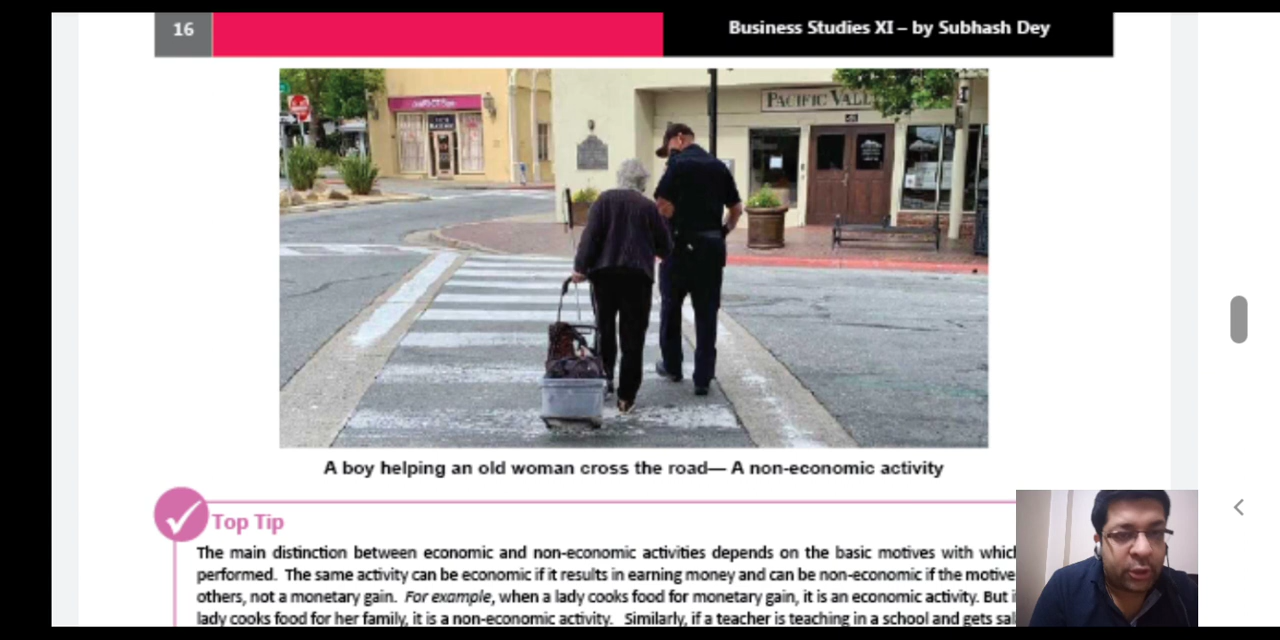 16
Business Studies XI – by Subhash Dey
PACIFIC VALL
A boy helping an old woman cross the road— A non-economic activity
Top Tip
The main distinction between economic and non-economic activities depends on the basic motives with which
performed. The same activity can be economic if it results in earning money and can be non-economic if the motive
others, not a monetary gain. For example, when a lady cooks food for monetary gain, it is an economic activity. But i
lady cooks food for her family, it is a non-economic activity. Similarly, if a teacher is teaching in a school and gets sal